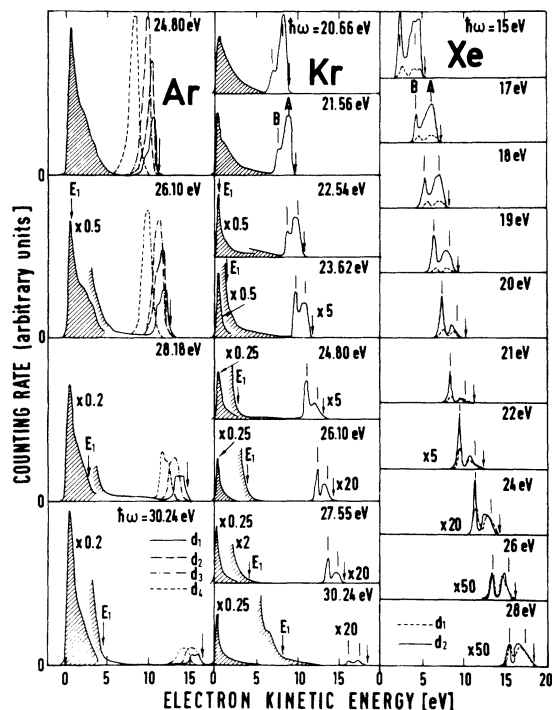 COUNTING RATE (arbitrary units)
24.80 eV
Ar
0
26.10 eV
E1
x 0.5
0
28.18 eV
x 0.2
E1
0
ħω = 30.24 eV
x 0.2
d1
d2
d3
d4
E1
0
0 5 10 15
ħω = 20.66 eV
Kr
21.56 eV
B A
22.54 eV
E1
x 0.5
23.62 eV
E1
x 0.5
x 5
24.80 eV
x 0.25
E1
x 5
26.10 eV
x 0.25
E1
x 20
27.55 eV
x 0.25
x 2
E1
x 20
30.24 eV
x 0.25
E1
x 20
0 5 10 15
ħω = 15 eV
Xe
17 eV
B A
18 eV
19 eV
20 eV
21 eV
22 eV
x 5
24 eV
x 20
26 eV
x 50
28 eV
d1
d2
x 50
0 5 10 15 20
ELECTRON KINETIC ENERGY [eV]